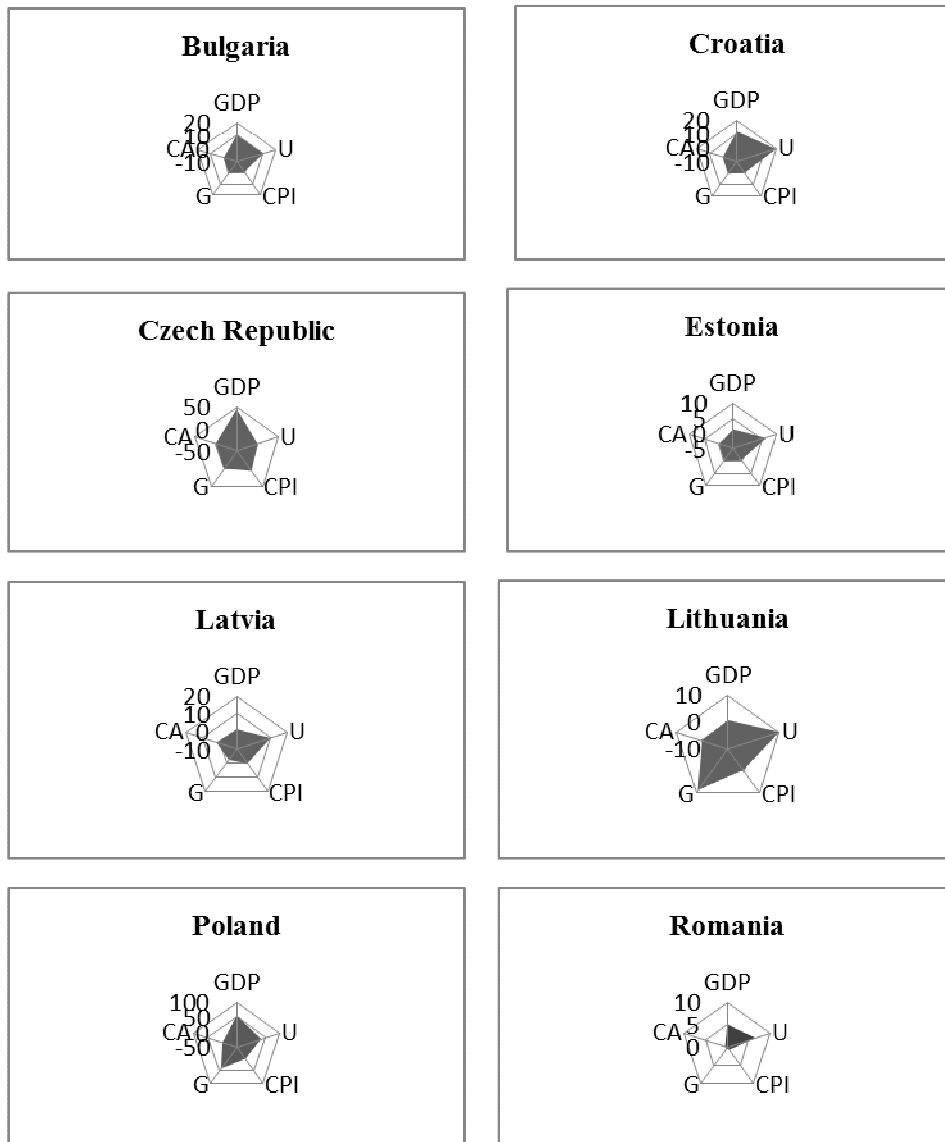 Bulgaria
GDP
20
10
CA 0 U
-10
G CPI
Croatia
GDP
20
10
CA 0 U
-10
G CPI
Czech Republic
GDP
50
0
CA U
-50
G CPI
Estonia
GDP
10
5
CA 0 U
-5
G CPI
Latvia
GDP
20
10
CA 0 U
-10
G CPI
Lithuania
GDP
10
0
CA U
-10
G CPI
Poland
GDP
100
50
CA 0 U
-50
G CPI
Romania
GDP
10
5
CA U
0
G CPI